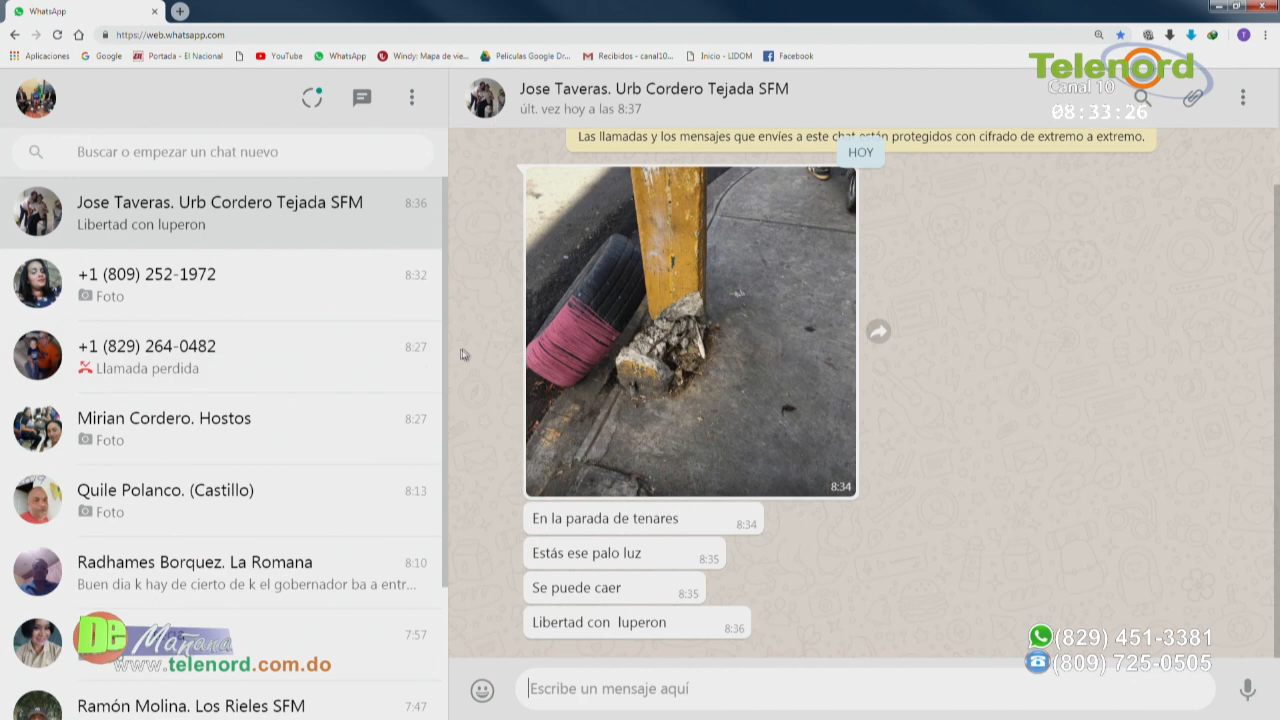 WhatsApp
https://web.whatsapp.com
Aplicaciones
Google
Portada - El Nacional
YouTube
WhatsApp
Windy: Mapa de vie...
Películas Google Dr...
Recibidos - canal10...
Inicio - LIDOM
Facebook
Telenord
Canal 10
08:33:26
Jose Taveras. Urb Cordero Tejada SFM
últ. vez hoy a las 8:37
Buscar o empezar un chat nuevo
Jose Taveras. Urb Cordero Tejada SFM 8:36
Libertad con luperon
+1 (809) 252-1972 8:32
Foto
+1 (829) 264-0482 8:27
Llamada perdida
Mirian Cordero. Hostos 8:27
Foto
Quile Polanco. (Castillo) 8:13
Foto
Radhames Borquez. La Romana 8:10
Buen dia k hay de cierto de k el gobernador ba a entr...
7:57
De Mañana
www.telenord.com.do
Ramón Molina. Los Rieles SFM 7:47
Las llamadas y los mensajes que envíes a este chat están protegidos con cifrado de extremo a extremo.
HOY
8:34
En la parada de tenares 8:34
Estás ese palo luz 8:35
Se puede caer 8:35
Libertad con luperon 8:36
(829) 451-3381
(809) 725-0505
Escribe un mensaje aquí